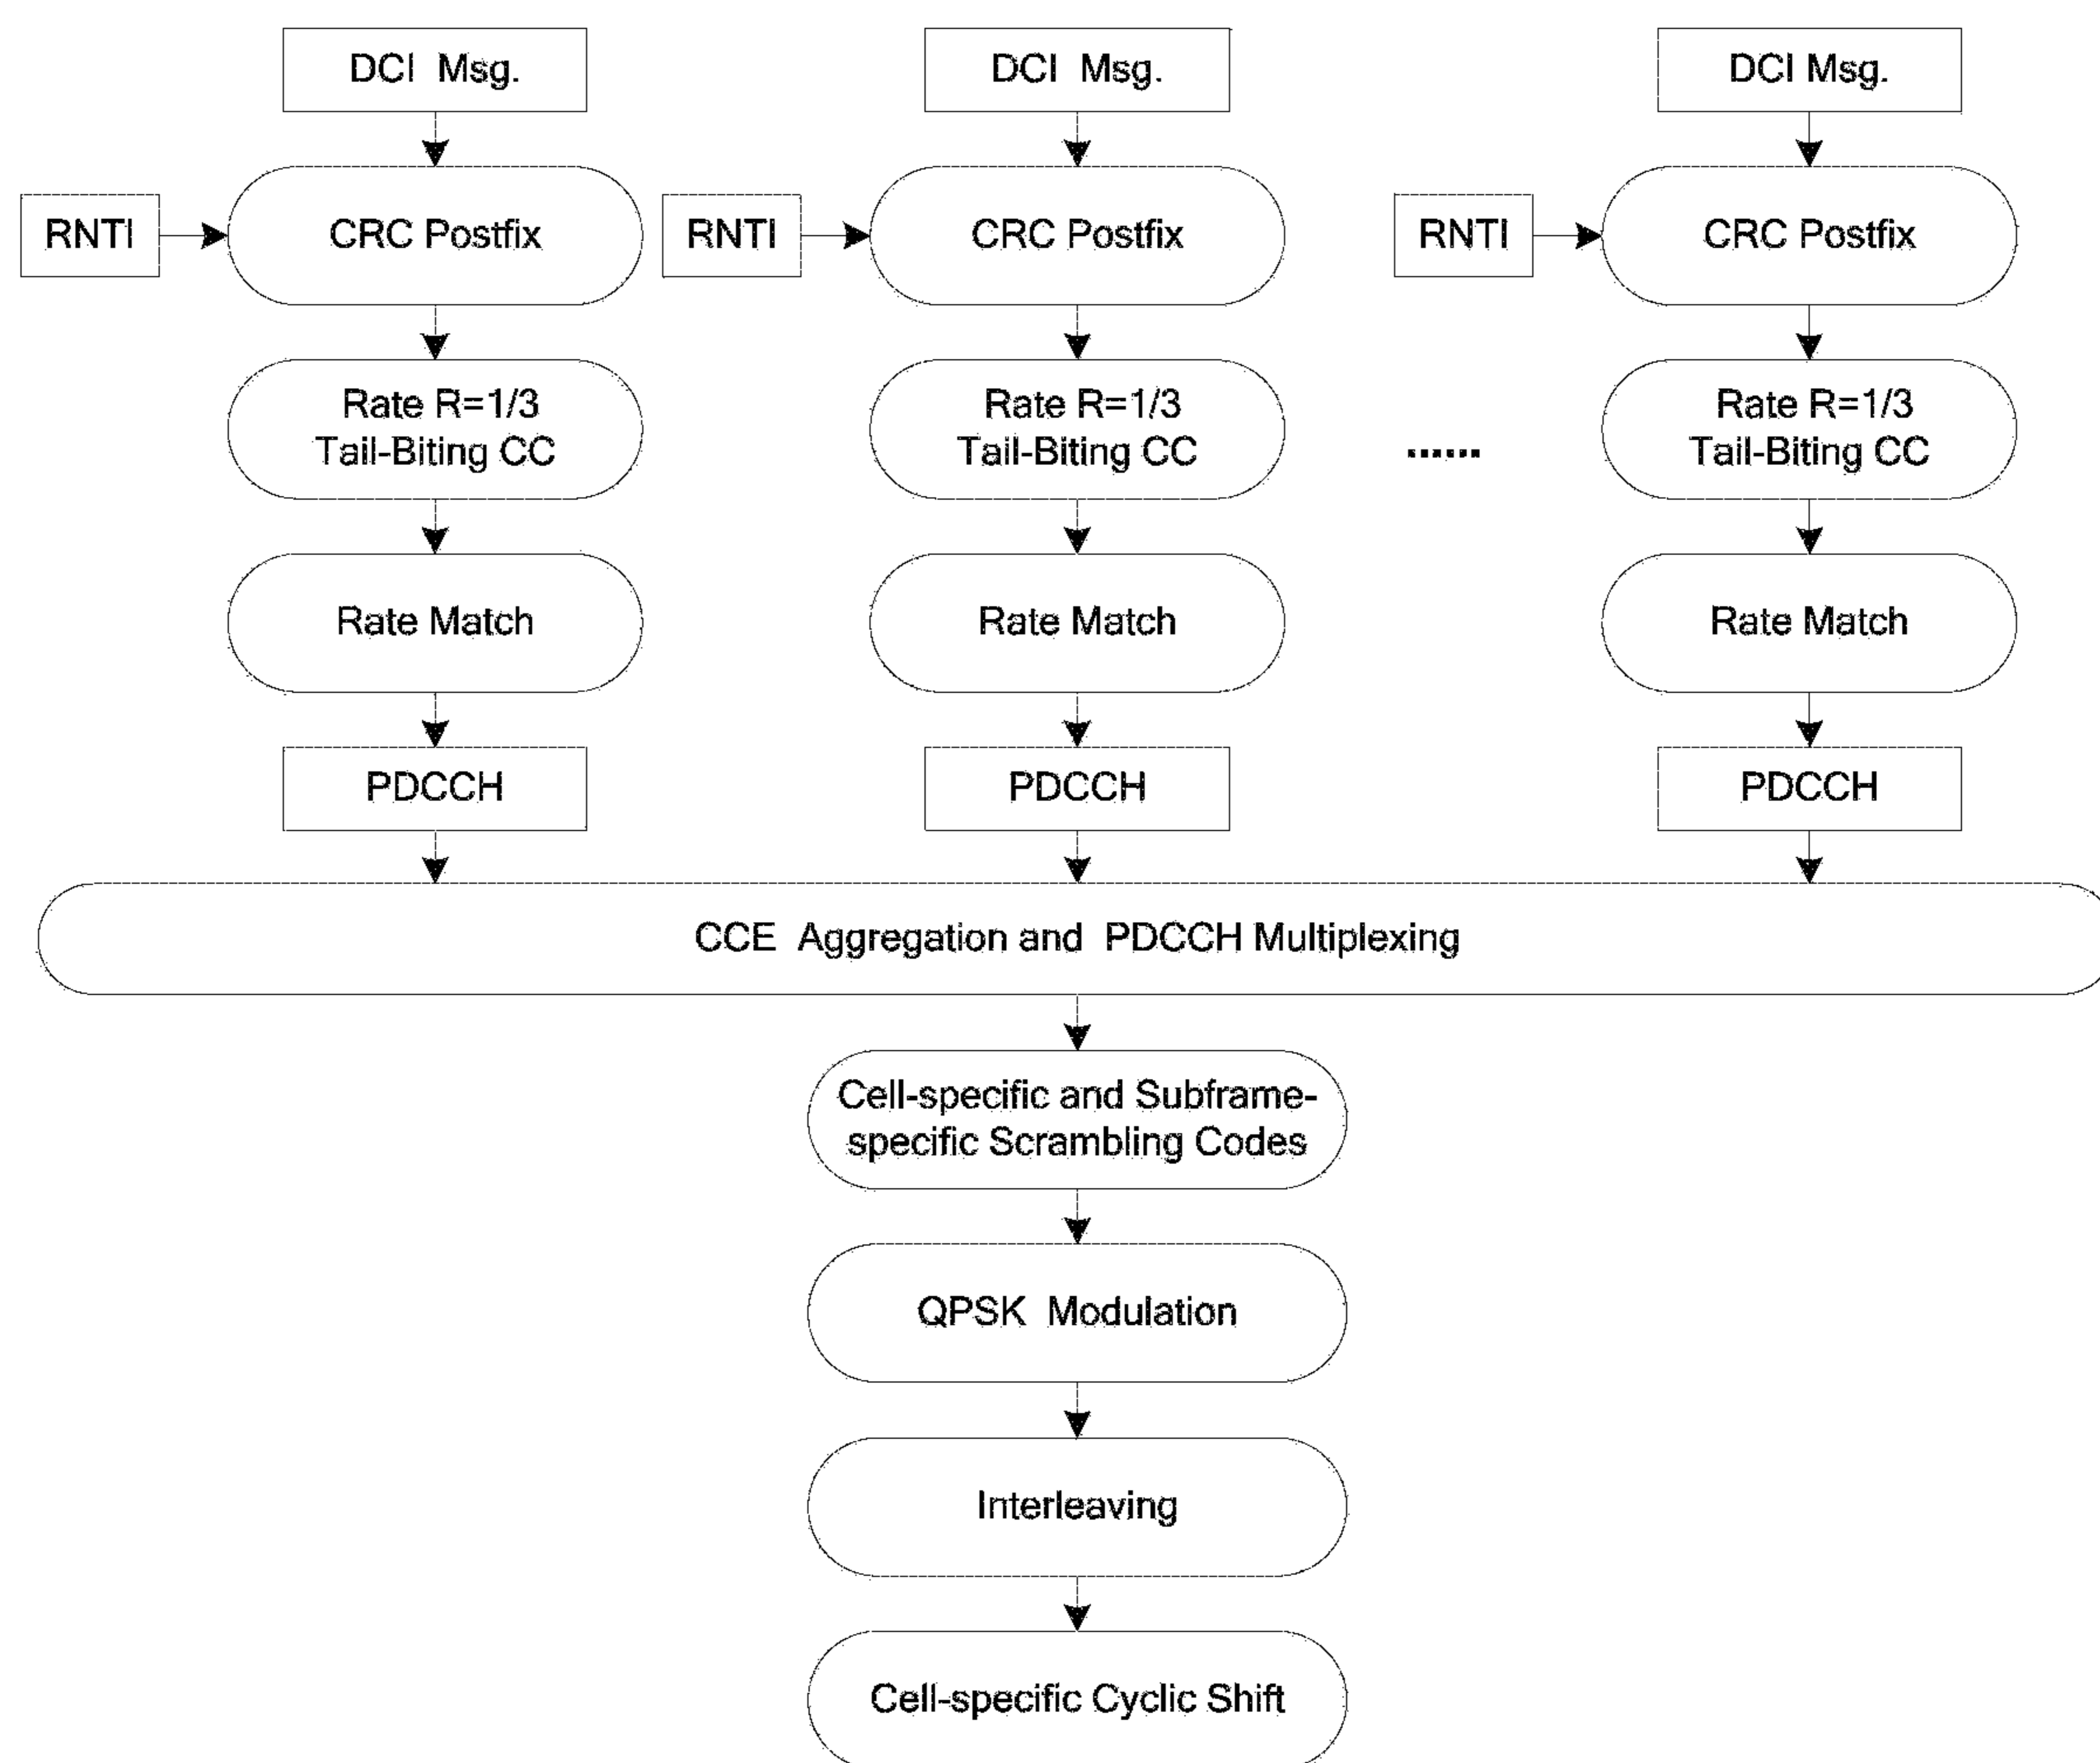 DCI Msg.
DCI Msg.
DCI Msg.
RNTI
CRC Postfix
RNTI
CRC Postfix
RNTI
CRC Postfix
Rate R=1/3
Tail-Biting CC
Rate R=1/3
Tail-Biting CC
......
Rate R=1/3
Tail-Biting CC
Rate Match
Rate Match
Rate Match
PDCCH
PDCCH
PDCCH
CCE Aggregation and PDCCH Multiplexing
Cell-specific and Subframe-
specific Scrambling Codes
QPSK Modulation
Interleaving
Cell-specific Cyclic Shift